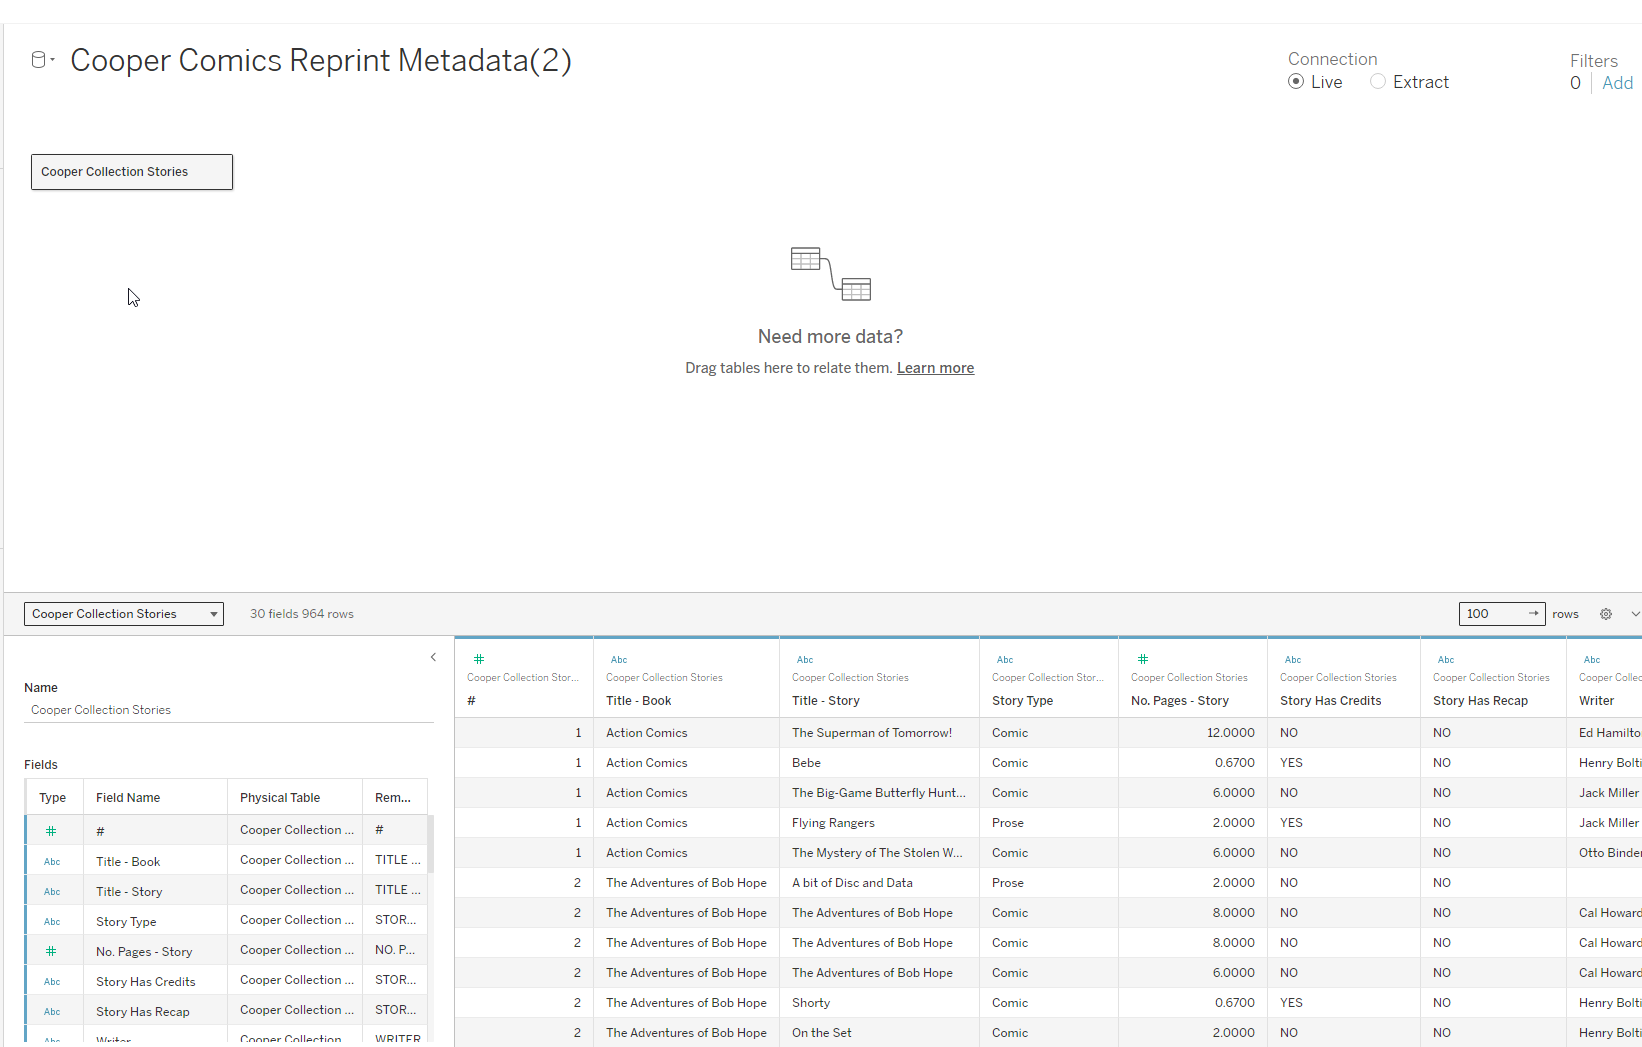 Cooper Comics Reprint Metadata(2)
Connection
Live Extract
Filters
0 Add
Cooper Collection Stories
Need more data?
Drag tables here to relate them. Learn more
Cooper Collection Stories 30 fields 964 rows 100 → rows
Name
Cooper Collection Stories
Fields
Type Field Name Physical Table Rem...
# # Cooper Collection ... #
Abc Title - Book Cooper Collection ... TITLE ...
Abc Title - Story Cooper Collection ... TITLE ...
Abc Story Type Cooper Collection ... STOR...
# No. Pages - Story Cooper Collection ... NO. P...
Abc Story Has Credits Cooper Collection ... STOR...
Abc Story Has Recap Cooper Collection ... STOR...
Abc Writer Cooper Collection WRITER
# Abc Abc Abc # Abc Abc Abc
Cooper Collection Stor... Cooper Collection Stories Cooper Collection Stories Cooper Collection Stor... Cooper Collection Stories Cooper Collection Stories Cooper Collection Stories Cooper Collec
# Title - Book Title - Story Story Type No. Pages - Story Story Has Credits Story Has Recap Writer
1 Action Comics The Superman of Tomorrow! Comic 12.0000 NO NO Ed Hamilto
1 Action Comics Bebe Comic 0.6700 YES NO Henry Bolti
1 Action Comics The Big-Game Butterfly Hunt... Comic 6.0000 NO NO Jack Miller
1 Action Comics Flying Rangers Prose 2.0000 YES NO Jack Miller
1 Action Comics The Mystery of The Stolen W... Comic 6.0000 NO NO Otto Binder
2 The Adventures of Bob Hope A bit of Disc and Data Prose 2.0000 NO NO
2 The Adventures of Bob Hope The Adventures of Bob Hope Comic 8.0000 NO NO Cal Howard
2 The Adventures of Bob Hope The Adventures of Bob Hope Comic 8.0000 NO NO Cal Howard
2 The Adventures of Bob Hope The Adventures of Bob Hope Comic 6.0000 NO NO Cal Howard
2 The Adventures of Bob Hope Shorty Comic 0.6700 YES NO Henry Bolti
2 The Adventures of Bob Hope On the Set Comic 2.0000 NO NO Henry Bolti